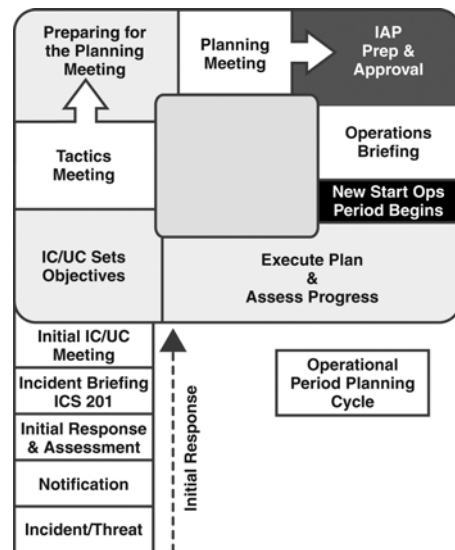 Preparing for
the Planning
Meeting
Planning
Meeting
IAP
Prep &
Approval
Tactics
Meeting
Operations
Briefing
New Start Ops
Period Begins
IC/UC Sets
Objectives
Execute Plan
&
Assess Progress
Initial IC/UC
Meeting
Incident Briefing
ICS 201
Initial Response
& Assessment
Notification
Incident/Threat
Initial Response
Operational
Period Planning
Cycle